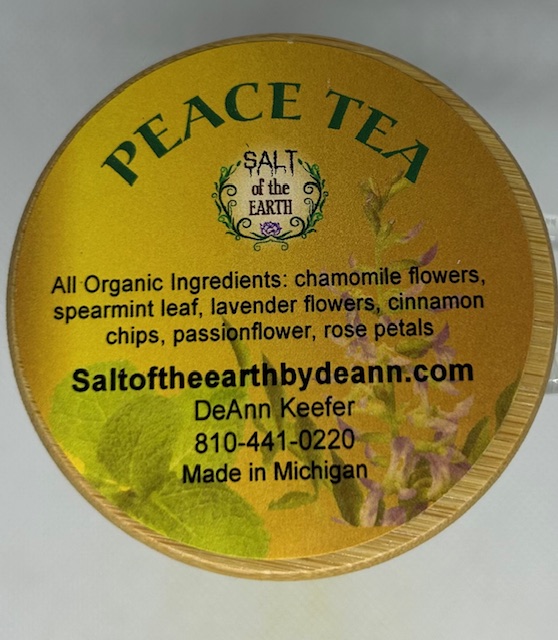 PEACE TEA
SALT
of the
EARTH
All Organic Ingredients: chamomile flowers,
spearmint leaf, lavender flowers, cinnamon
chips, passionflower, rose petals
Saltoftheearthbydeann.com
DeAnn Keefer
810-441-0220
Made in Michigan